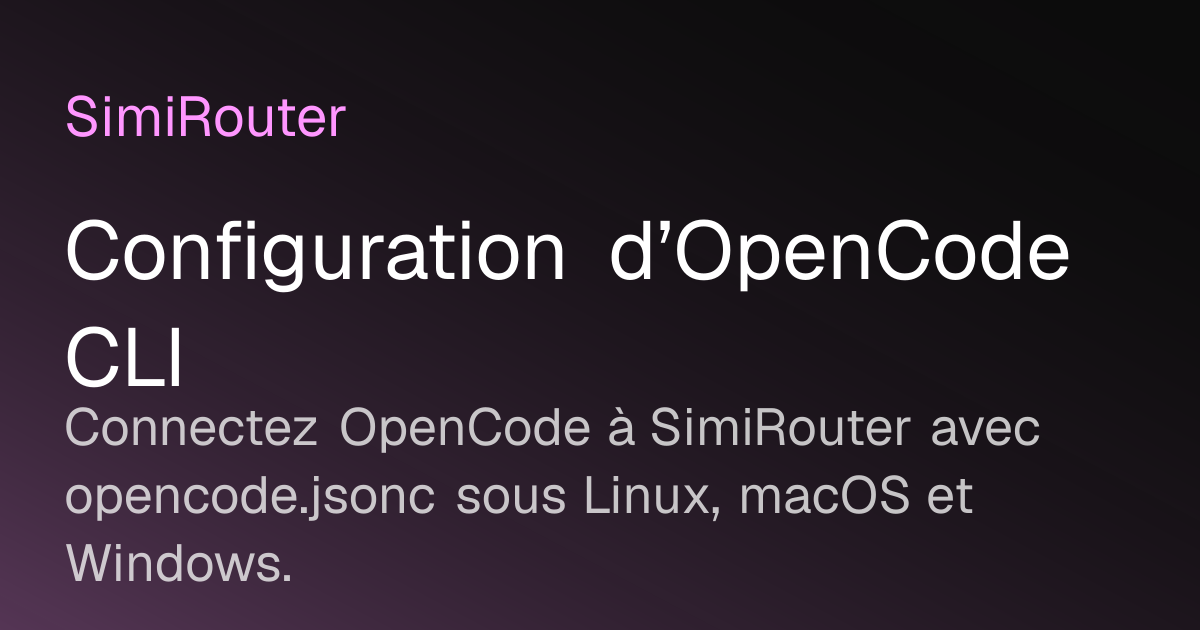 SimiRouter
Configuration d’OpenCode
CLI
Connectez OpenCode à SimiRouter avec
opencode.jsonc sous Linux, macOS et
Windows.